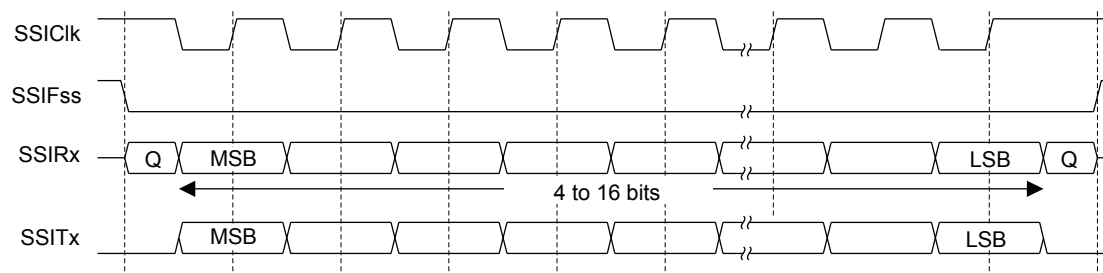 SSIClk
SSIFss
SSIRx Q MSB LSB Q
4 to 16 bits
SSITx MSB LSB